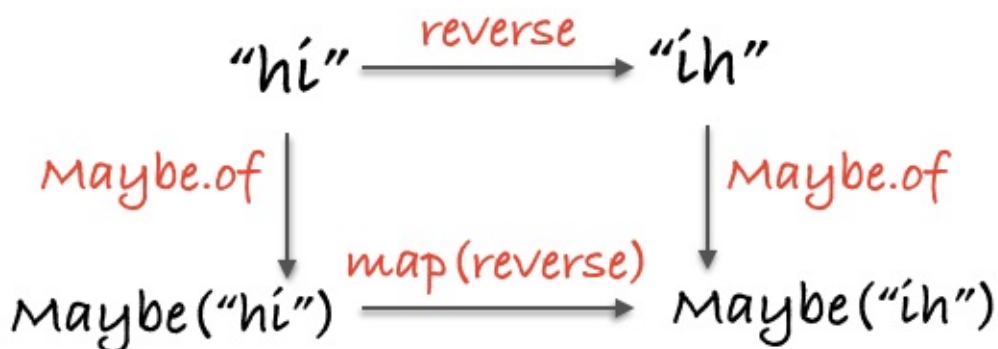 reverse
“hi” “ih”
Maybe.of Maybe.of
map(reverse)
Maybe(“hi”) Maybe(“ih”)